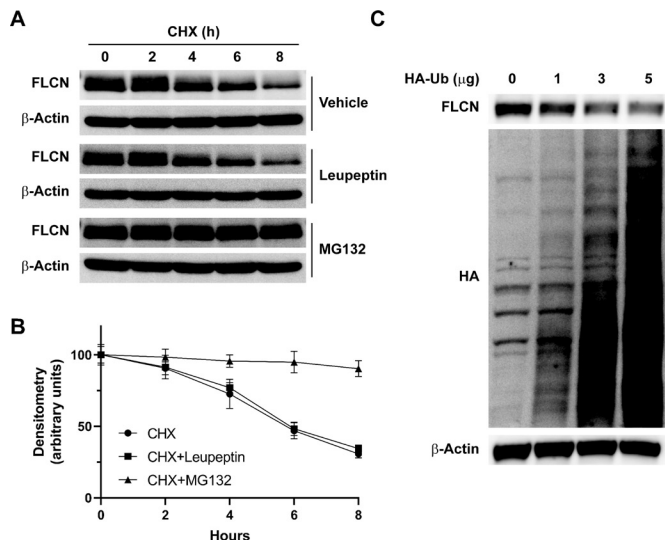 A
CHX (h)
0 2 4 6 8
FLCN
β-Actin
Vehicle
FLCN
β-Actin
Leupeptin
FLCN
β-Actin
MG132
B
Densitometry
(arbitrary units)
100
50
0
0 2 4 6 8
Hours
CHX
CHX+Leupeptin
CHX+MG132
C
HA-Ub (μg) 0 1 3 5
FLCN
HA
β-Actin